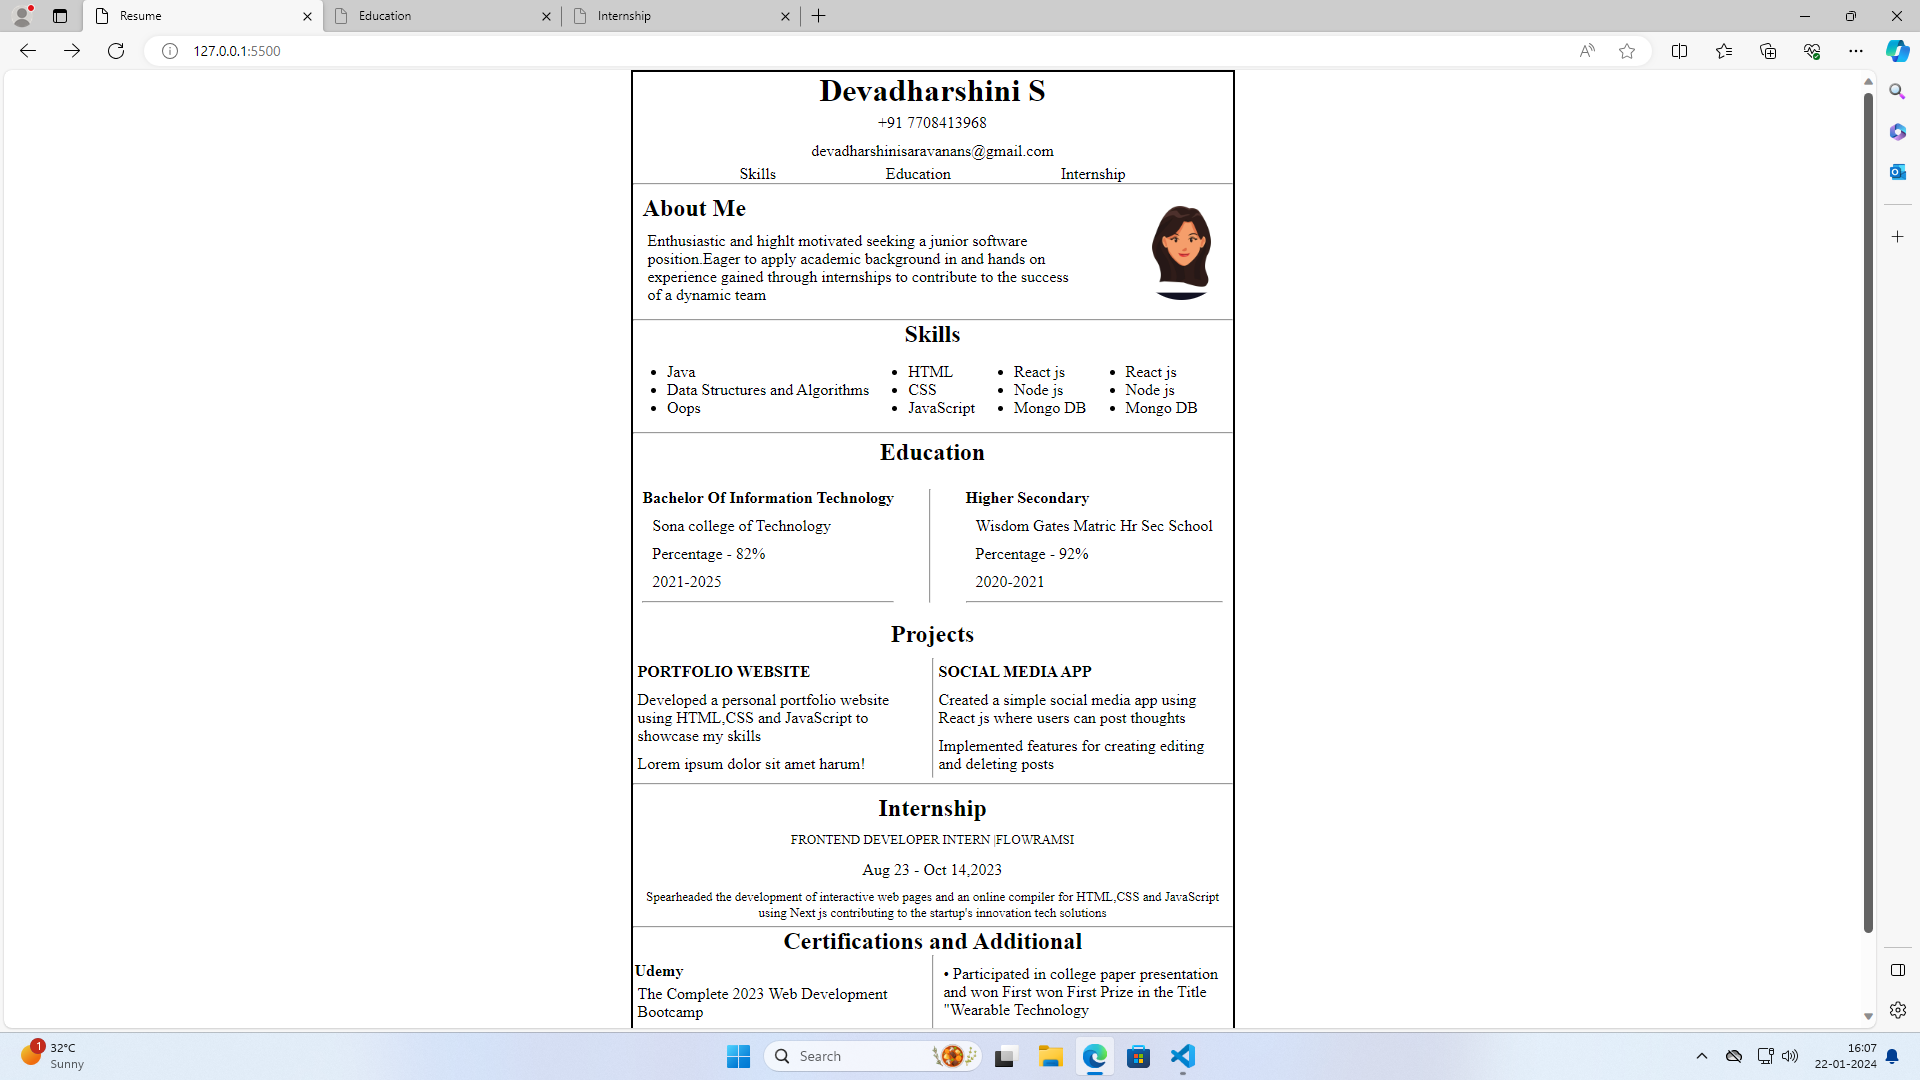 Resume
Education
Internship
127.0.0.1:5500
Devadharshini S
+91 7708413968
devadharshinisaravanans@gmail.com
Skills Education Internship
About Me
Enthusiastic and highlt motivated seeking a junior software
position.Eager to apply academic background in and hands on
experience gained through internships to contribute to the success
of a dynamic team
Skills
• Java
• Data Structures and Algorithms
• Oops
• HTML
• CSS
• JavaScript
• React js
• Node js
• Mongo DB
• React js
• Node js
• Mongo DB
Education
Bachelor Of Information Technology
Sona college of Technology
Percentage - 82%
2021-2025
Higher Secondary
Wisdom Gates Matric Hr Sec School
Percentage - 92%
2020-2021
Projects
PORTFOLIO WEBSITE
Developed a personal portfolio website
using HTML,CSS and JavaScript to
showcase my skills
Lorem ipsum dolor sit amet harum!
SOCIAL MEDIA APP
Created a simple social media app using
React js where users can post thoughts
Implemented features for creating editing
and deleting posts
Internship
FRONTEND DEVELOPER INTERN |FLOWRAMSI
Aug 23 - Oct 14,2023
Spearheaded the development of interactive web pages and an online compiler for HTML,CSS and JavaScript
using Next js contributing to the startup's innovation tech solutions
Certifications and Additional
Udemy
The Complete 2023 Web Development
Bootcamp
• Participated in college paper presentation
and won First won First Prize in the Title
"Wearable Technology
1
32°C
Sunny
Search
16:07
22-01-2024